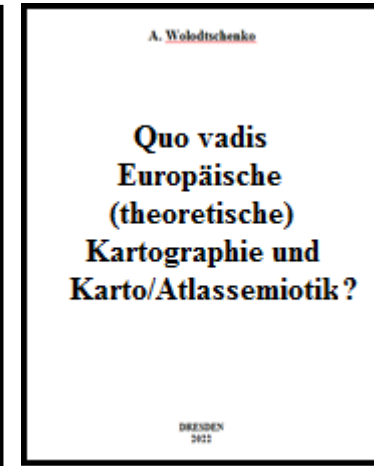 A. Wolodtschenko
Quo vadis
Europäische
(theoretische)
Kartographie und
Karto/Atlassemiotik?
DRESDEN
2022